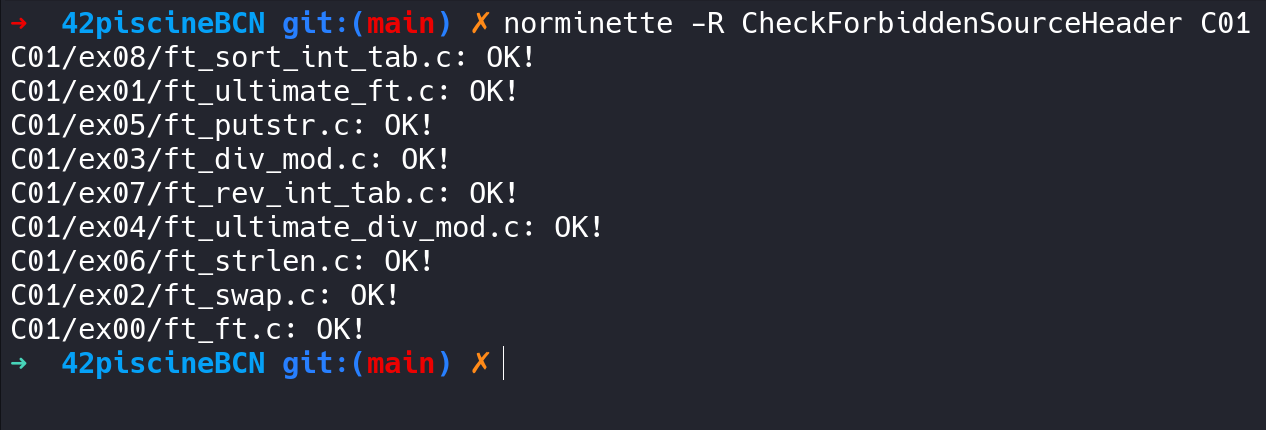 ➜  42piscineBCN git:(main) ✗ norminette -R CheckForbiddenSourceHeader C01
C01/ex08/ft_sort_int_tab.c: OK!
C01/ex01/ft_ultimate_ft.c: OK!
C01/ex05/ft_putstr.c: OK!
C01/ex03/ft_div_mod.c: OK!
C01/ex07/ft_rev_int_tab.c: OK!
C01/ex04/ft_ultimate_div_mod.c: OK!
C01/ex06/ft_strlen.c: OK!
C01/ex02/ft_swap.c: OK!
C01/ex00/ft_ft.c: OK!
➜  42piscineBCN git:(main) ✗